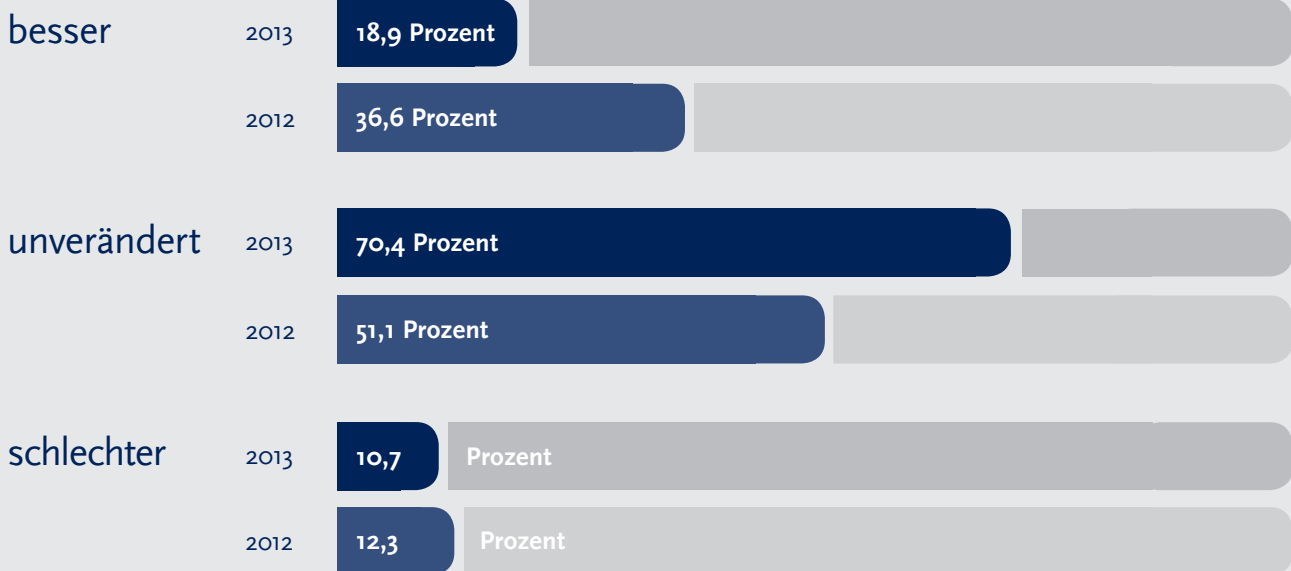 besser 2013 18,9 Prozent
2012 36,6 Prozent
unverändert 2013 70,4 Prozent
2012 51,1 Prozent
schlechter 2013 10,7 Prozent
2012 12,3 Prozent